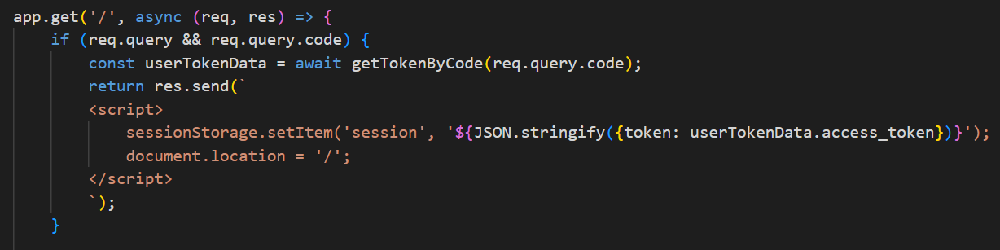 app.get('/', async (req, res) => {
    if (req.query && req.query.code) {
        const userTokenData = await getTokenByCode(req.query.code);
        return res.send(`
        <script>
            sessionStorage.setItem('session', '${JSON.stringify({token: userTokenData.access_token})}');
            document.location = '/';
        </script>
        `);
    }